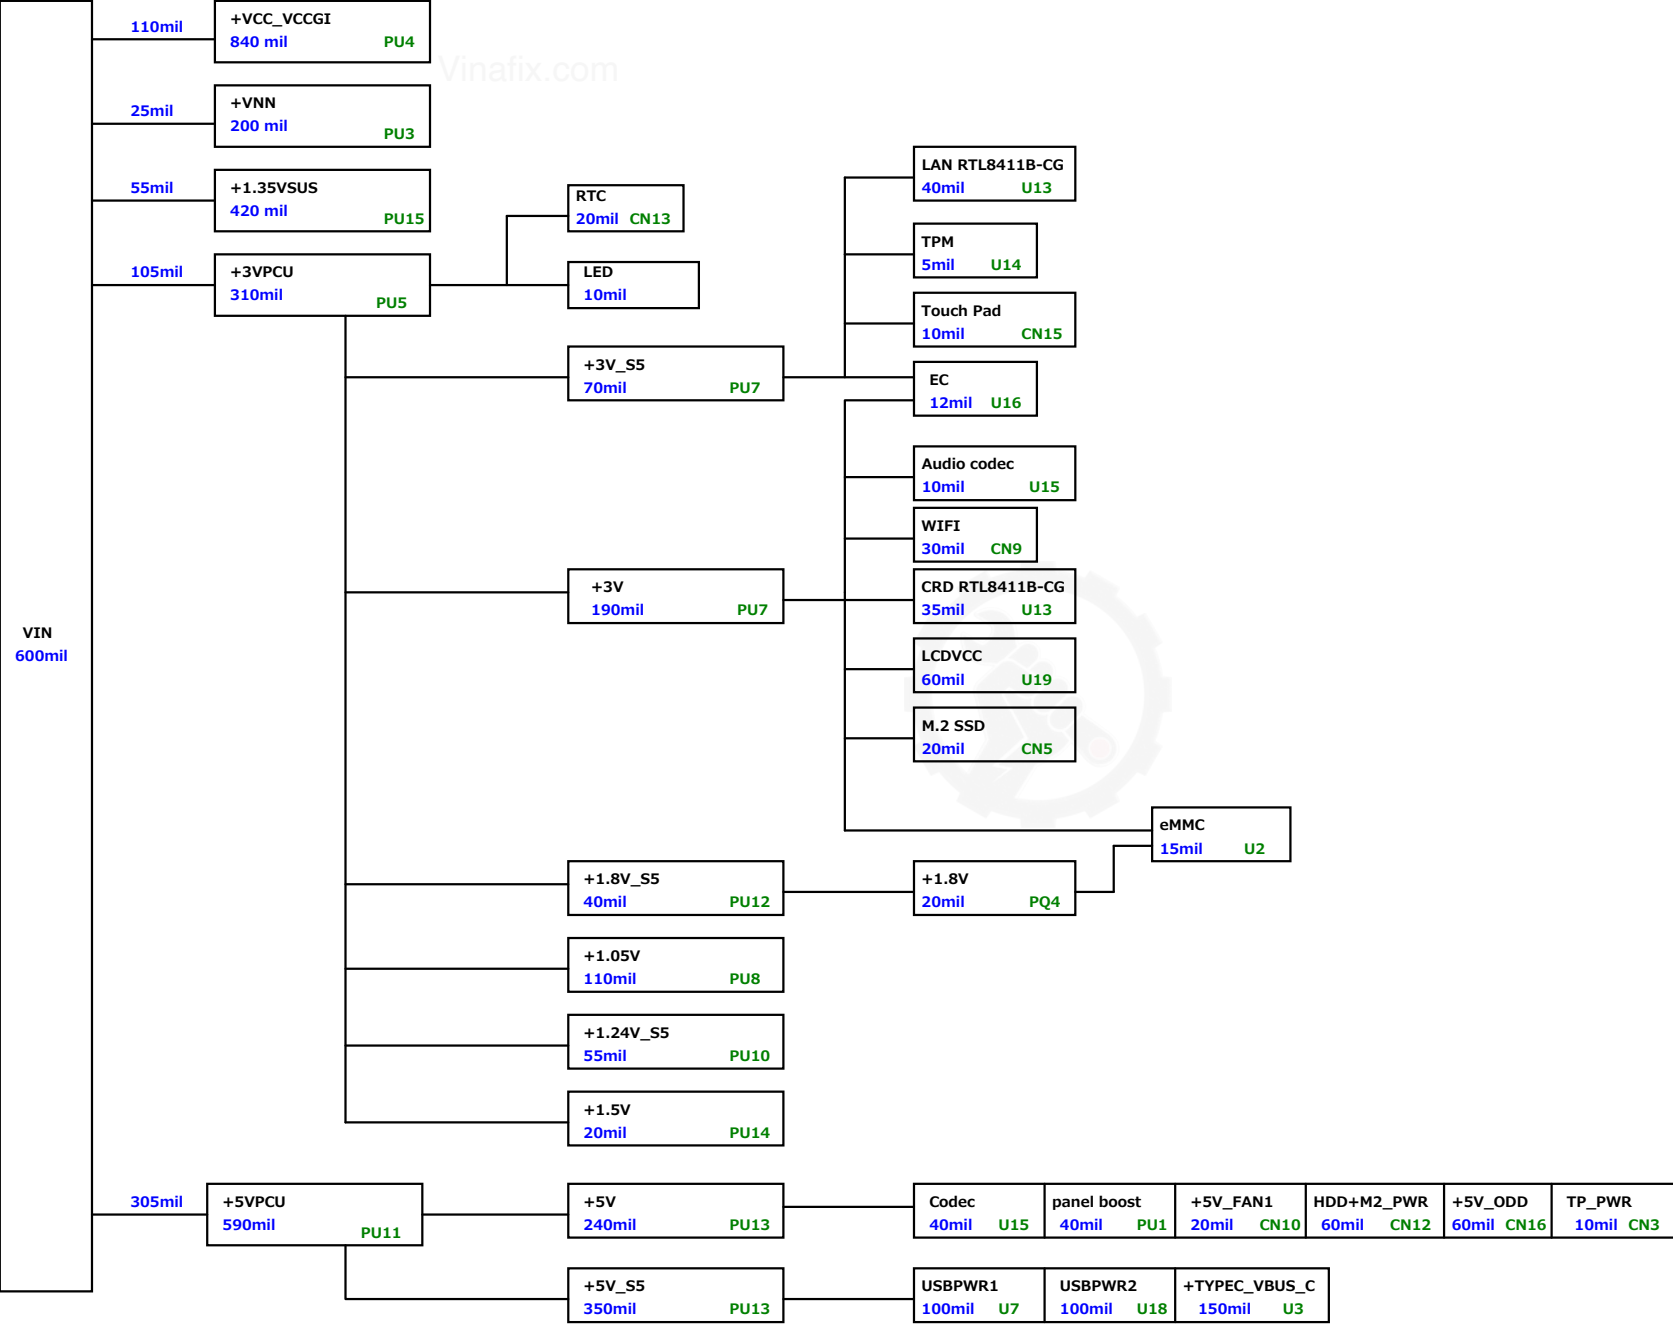 110mil
+VCC_VCCGI
840 mil PU4
Vinafix.com
25mil
+VNN
200 mil
PU3
55mil
+1.35VSUS
420 mil
PU15
105mil
+3VPCU
310mil
PU5
RTC
20mil CN13
LED
10mil
LAN RTL8411B-CG
40mil U13
TPM
5mil U14
Touch Pad
10mil CN15
+3V_S5
70mil PU7
EC
12mil U16
Audio codec
10mil U15
WIFI
30mil CN9
+3V
190mil PU7
CRD RTL8411B-CG
35mil U13
VIN
600mil
LCDVCC
60mil U19
M.2 SSD
20mil CN5
eMMC
15mil U2
+1.8V_S5
40mil PU12
+1.8V
20mil PQ4
+1.05V
110mil PU8
+1.24V_S5
55mil PU10
+1.5V
20mil PU14
305mil
+5VPCU
590mil
PU11
+5V
240mil PU13
Codec
40mil U15
panel boost
40mil PU1
+5V_FAN1
20mil CN10
HDD+M2_PWR
60mil CN12
+5V_ODD
60mil CN16
TP_PWR
10mil CN3
+5V_S5
350mil PU13
USBPWR1
100mil U7
USBPWR2
100mil U18
+TYPEC_VBUS_C
150mil U3